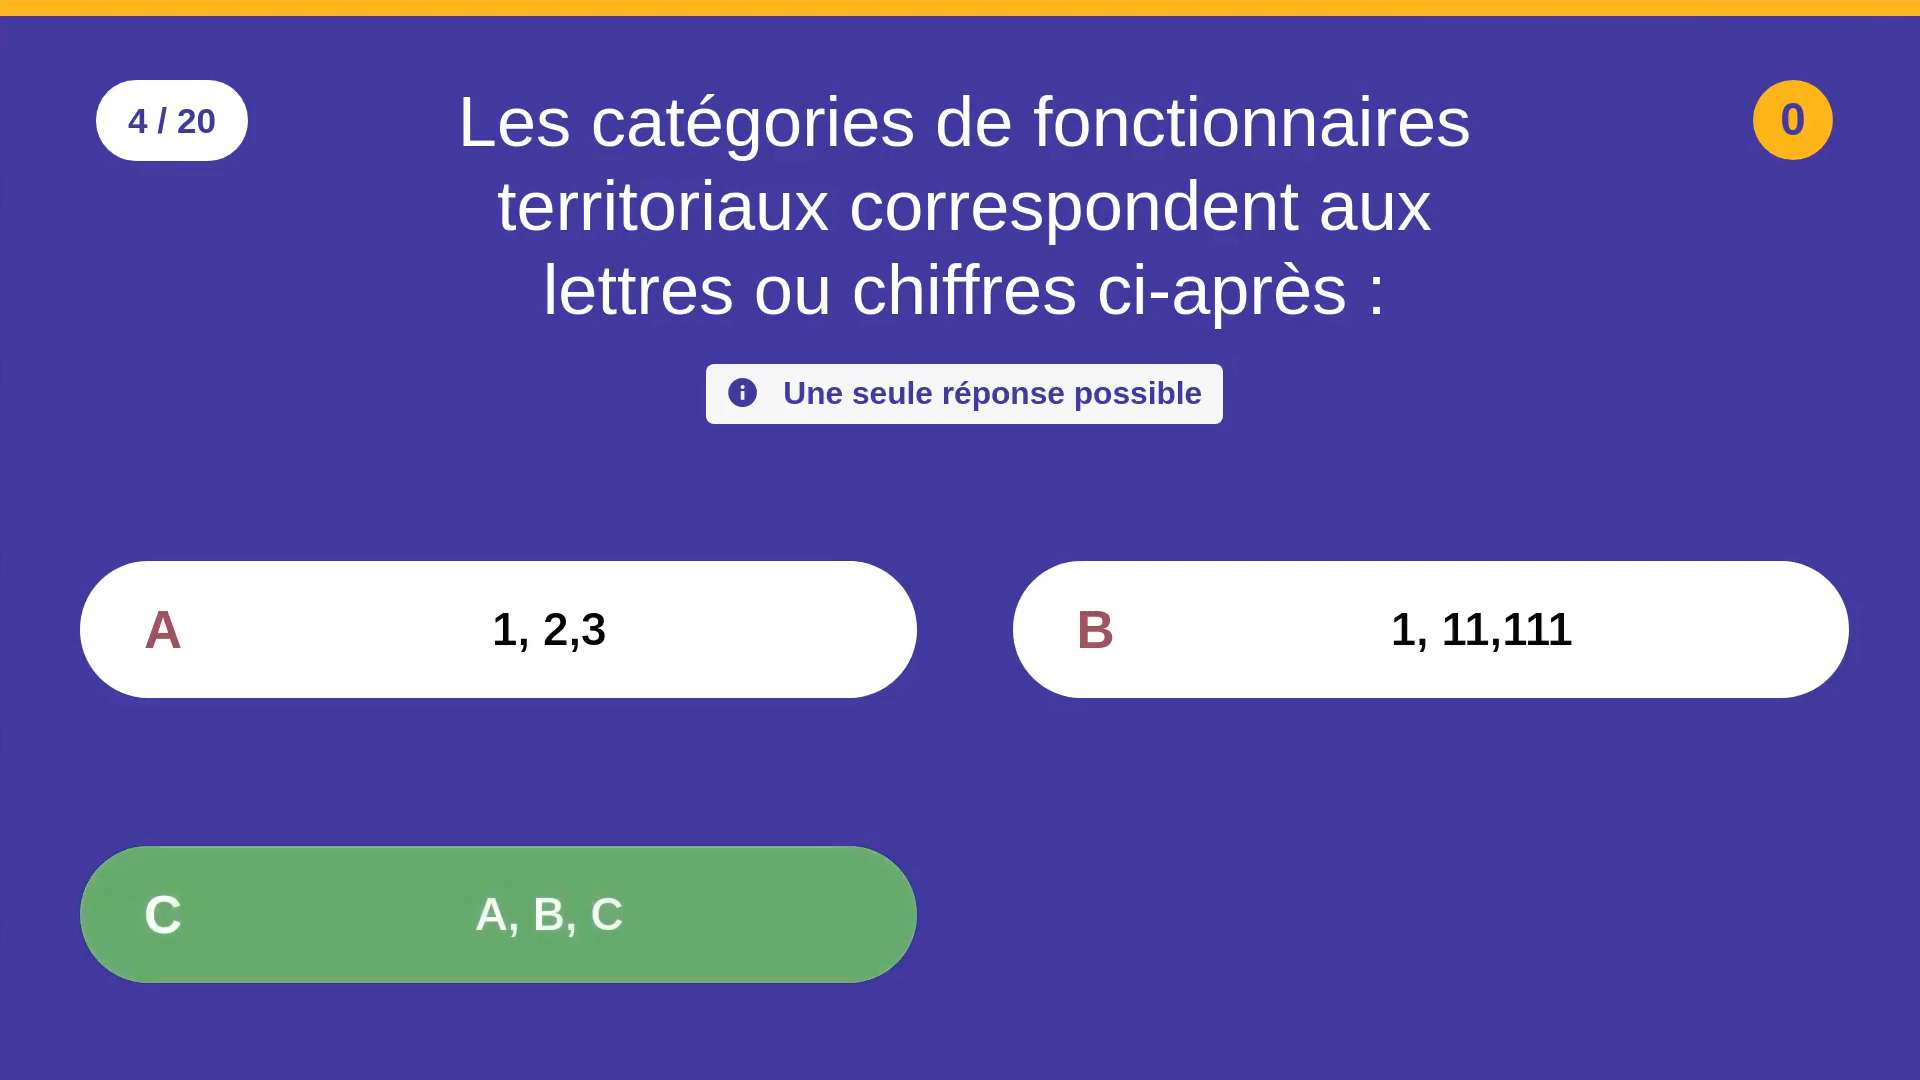 4 / 20
Les catégories de fonctionnaires
territoriaux correspondent aux
lettres ou chiffres ci-après :
0
Une seule réponse possible
A 1, 2,3
B 1, 11,111
C A, B, C